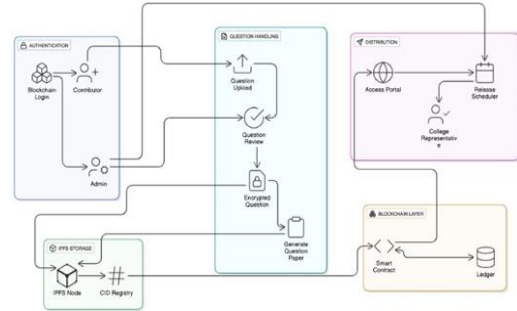 AUTHENTICATION
Blockchain
Login
Contributor
Admin
QUESTION HANDLING
Question
Upload
Question
Review
Encrypted
Question
Generate
Question
Paper
DISTRIBUTION
Access Portal
Release
Scheduler
College
Representativ
e
IPFS STORAGE
IPFS Node
CID Registry
BLOCKCHAIN LAYER
Smart
Contract
Ledger